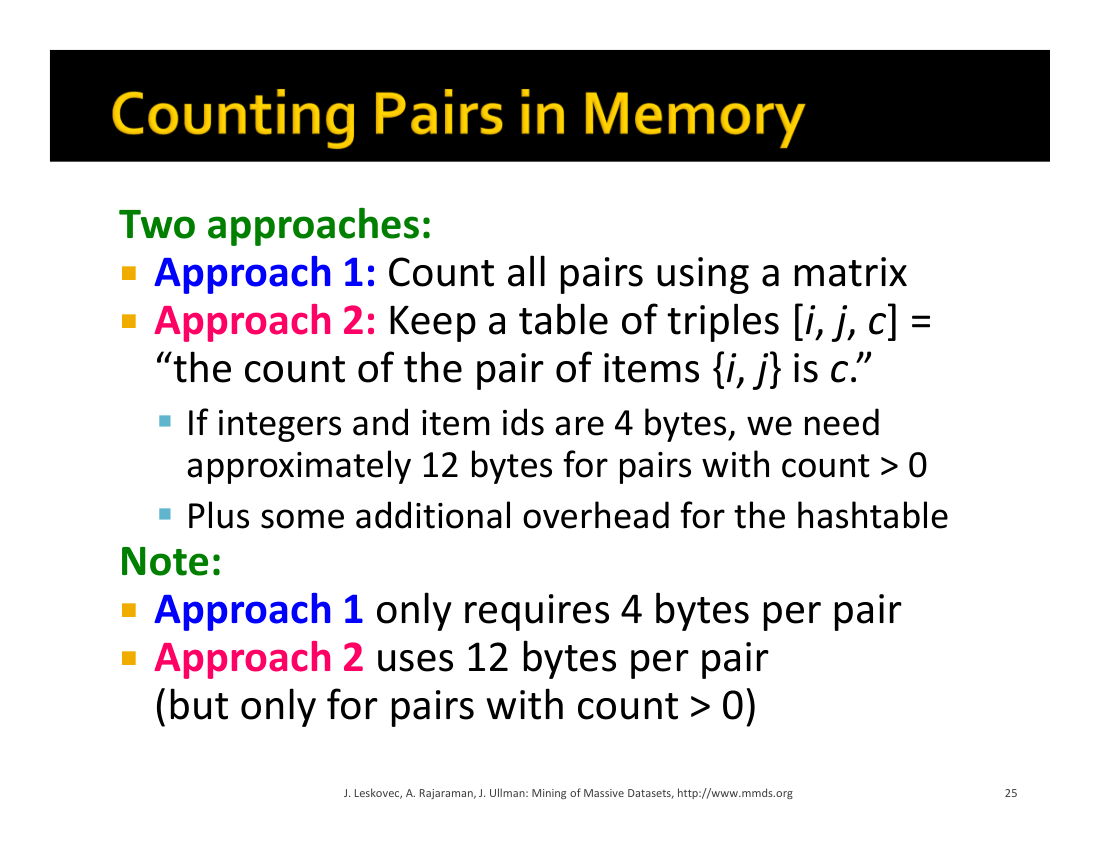 Counting Pairs in Memory
Two approaches:
Approach 1: Count all pairs using a matrix
Approach 2: Keep a table of triples [i, j, c] =
“the count of the pair of items {i, j} is c.”
If integers and item ids are 4 bytes, we need
approximately 12 bytes for pairs with count > 0
Plus some additional overhead for the hashtable
Note:
Approach 1 only requires 4 bytes per pair
Approach 2 uses 12 bytes per pair
(but only for pairs with count > 0)
J. Leskovec, A. Rajaraman, J. Ullman: Mining of Massive Datasets, http://www.mmds.org
25